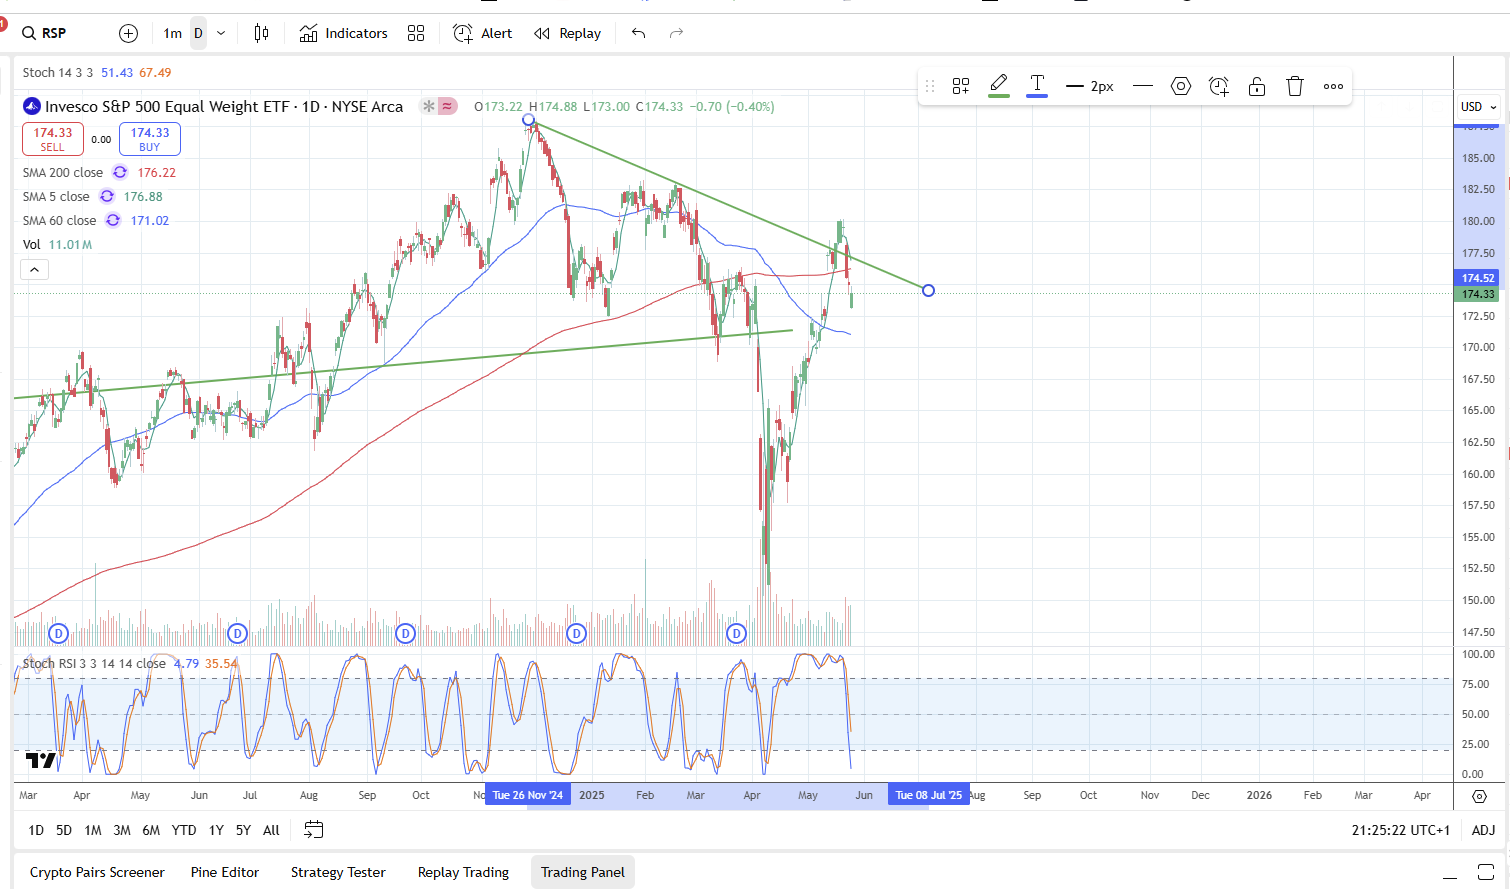 1
RSP
1m D
Indicators
Alert
Replay
Stoch 14 3 3 51.43 67.49
2px
Invesco S&P 500 Equal Weight ETF · 1D · NYSE Arca
O173.22 H174.88 L173.00 C174.33 −0.70 (−0.40%)
USD
174.33
SELL
0.00
174.33
BUY
SMA 200 close 176.22
SMA 5 close 176.88
SMA 60 close 171.02
Vol 11.01M
187.50
185.00
182.50
180.00
177.50
174.52
174.33
172.50
170.00
167.50
165.00
162.50
160.00
157.50
155.00
152.50
150.00
147.50
D D D D D
Stoch RSI 3 3 14 14 close 4.79 35.54
100.00
75.00
50.00
25.00
0.00
Mar Apr May Jun Jul Aug Sep Oct No Tue 26 Nov '24 2025 Feb Mar Apr May Jun Tue 08 Jul '25 Aug Sep Oct Nov Dec 2026 Feb Mar Apr
1D 5D 1M 3M 6M YTD 1Y 5Y All
21:25:22 UTC+1 ADJ
Crypto Pairs Screener Pine Editor Strategy Tester Replay Trading Trading Panel